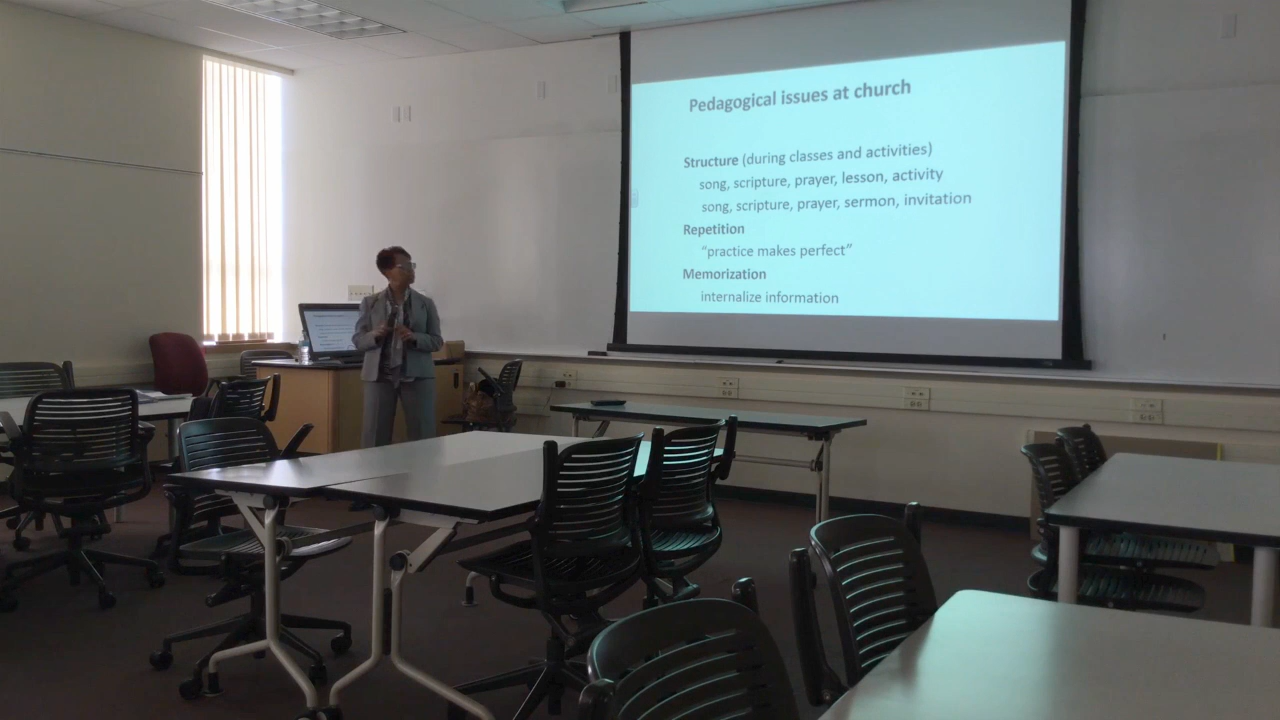 Pedagogical issues at church
Structure (during classes and activities)
song, scripture, prayer, lesson, activity
song, scripture, prayer, sermon, invitation
Repetition
“practice makes perfect”
Memorization
internalize information